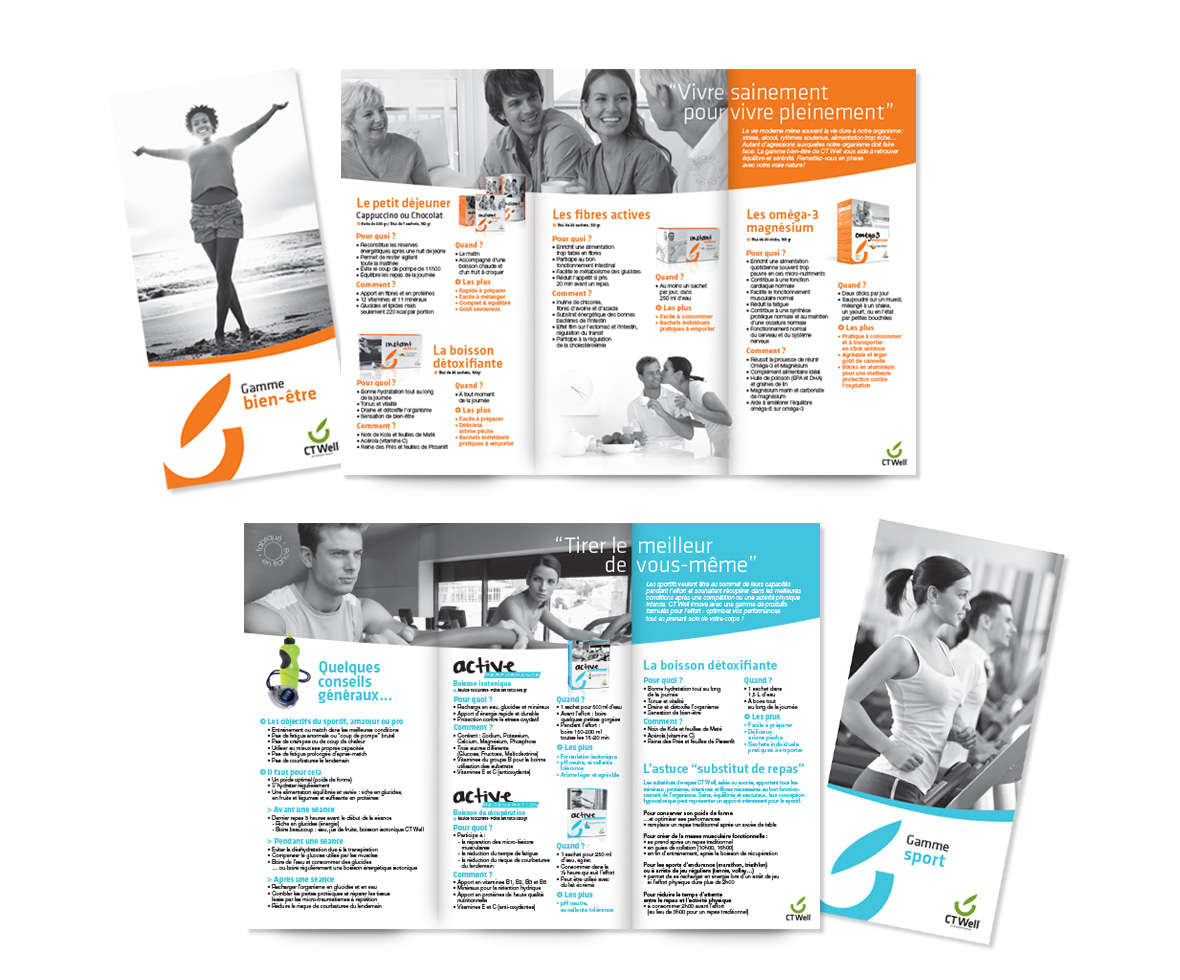 Gamme
bien-être
CT Well
"Vivre sainement
pour vivre pleinement"
La vie moderne mène souvent la vie dure à notre organisme :
stress, alcool, rythmes soutenus, alimentation trop riche...
Autant d'agressions auxquelles notre organisme doit faire
face. La gamme bien-être de CT Well vous aide à retrouver
équilibre et sérénité. Remettez-vous en phase
avec votre vraie nature !
Le petit déjeuner
Cappuccino ou Chocolat
Pour quoi ?
• Reconstitue les réserves
énergétiques après une nuit de jeûne
• Permet de rester vigilant
toute la matinée
• Évite le coup de pompe de 11h00
• Équilibre les repas de la journée
Comment ?
• Apport en fibres et en protéines
• 12 vitamines et 11 minéraux
• Glucides et lipides mais
seulement 220 kcal par portion
Quand ?
• Le matin
• Accompagné d'une
boisson chaude et
d'un fruit à croquer
Les plus
• Rapide à préparer
• Facile à mélanger
• Complet & équilibré
• Goût savoureux
instant
La boisson
détoxifiante
Pour quoi ?
• Bonne hydratation tout au long
de la journée
• Tonus et vitalité
• Draine et détoxifie l'organisme
• Sensation de bien-être
Comment ?
• Noix de Kola et feuilles de Maté
• Acérola (vitamine C)
• Reine des Prés et feuilles de Pissenlit
Quand ?
• À tout moment
de la journée
Les plus
• Facile à préparer
• Délicieux
arôme pêche
• Sachets individuels
pratiques à emporter
Les fibres actives
Pour quoi ?
• Enrichit une alimentation
trop faible en fibres
• Participe au bon
fonctionnement intestinal
• Facilite le métabolisme des glucides
• Réduit l'appétit si pris
20 min avant un repas
Comment ?
• Inuline de chicorée,
fibres d'avoine et d'acacia
• Substrat énergétique des bonnes
bactéries de l'intestin
• Effet film sur l'estomac et l'intestin,
régulation du transit
• Participe à la régulation
de la cholestérolémie
instant
Quand ?
• Au moins un sachet
par jour, dans
250 ml d'eau
Les plus
• Facile à consommer
• Sachets individuels
pratiques à emporter
Les oméga-3
magnésium
Pour quoi ?
• Enrichit une alimentation
quotidienne souvent trop
pauvre en ces micro-nutriments
• Contribue à une fonction
cardiaque normale
• Facilite le fonctionnement
musculaire normal
• Réduit la fatigue
• Contribue à une synthèse
protéique normale et au maintien
d'une ossature normale
• Fonctionnement normal
du cerveau et du système
nerveux
Comment ?
• Réussit la prouesse de réunir
Oméga-3 et Magnésium
• Complément alimentaire idéal
• Huile de poisson (EPA et DHA)
et graines de lin
• Magnésium marin et carbonate
de magnésium
• Aide à améliorer l'équilibre
oméga-6 sur oméga-3
omega3
Quand ?
• Deux sticks par jour
• Saupoudré sur un muesli,
mélangé à un shake,
un yaourt, ou en l'état
par petites bouchées
Les plus
• Pratique à consommer
et à transporter
en stick unidose
• Agréable et léger
goût de cannelle
• Sticks en aluminium
pour une meilleure
protection contre
l'oxydation
CT Well
fabriqué
en france
"Tirer le meilleur
de vous-même"
Les sportifs veulent être au sommet de leurs capacités
pendant l'effort et souhaitent récupérer dans les meilleures
conditions après une compétition ou une activité physique
intense. CT Well innove avec une gamme de produits
formulés pour l'effort : optimisez vos performances
tout en prenant soin de votre corps !
Quelques
conseils
généraux...
Les objectifs du sportif, amateur ou pro
• Entraînement ou match dans les meilleures conditions
• Pas de fatigue anormale ou "coup de pompe" brutal
• Pas de crampes ou de coup de chaleur
• Utiliser au mieux ses propres capacités
• Pas de fatigue prolongée d'après-match
• Pas de courbatures le lendemain
Il faut pour cela
• Un poids optimal (poids de forme)
• S'hydrater régulièrement
• Une alimentation équilibrée et variée : riche en glucides,
en fruits et légumes et suffisante en protéines
> Avant une séance
• Dernier repas 3 heures avant le début de la séance
- Riche en glucides (énergie)
- Boire beaucoup : eau, jus de fruits, boisson isotonique CT Well
> Pendant une séance
• Éviter la déshydratation due à la transpiration
• Compenser le glucose utilisé par les muscles
• Boire de l'eau et consommer des glucides
... ou boire régulièrement une boisson énergétique isotonique
> Après une séance
• Recharger l'organisme en glucides et en eau
• Combler les pertes protéiques et réparer les tissus
lésés par les micro-traumatismes à répétition
• Réduire le risque de courbatures du lendemain
active
PERFORMANCE
Boisson isotonique
Pour quoi ?
• Recharge en eau, glucides et minéraux
• Apport d'énergie rapide et durable
• Protection contre le stress oxydatif
Comment ?
• Contient : Sodium, Potassium,
Calcium, Magnésium, Phosphore
• Trois sucres différents
(Glucose, Fructose, Maltodextrine)
• Vitamines du groupe B pour la bonne
utilisation des substrats
• Vitamines E et C (antioxydantes)
active
Quand ?
• 1 sachet pour 500 ml d'eau
• Avant l'effort : boire
quelques petites gorgées
• Pendant l'effort :
boire 150-200 ml
toutes les 15-20 min
Les plus
• Formulation isotonique
• pH neutre, excellente
tolérance
• Arôme léger et agréable
active
REGENERATION
Boisson de récupération
Pour quoi ?
• Participe à :
- la réparation des micro-lésions
musculaires
- la réduction du temps de fatigue
- la réduction du risque de courbatures
du lendemain
Comment ?
• Apport en vitamines B1, B2, B3 et B6
• Minéraux pour la rétention hydrique
• Apport en protéines de haute qualité
nutritionnelle
• Vitamines E et C (anti-oxydantes)
active
Quand ?
• 1 sachet pour 250 ml
d'eau, agiter.
• Consommer dans la
½ heure qui suit l'effort
• Peut être utilisé avec
du lait écrémé
Les plus
• pH neutre,
excellente tolérance
La boisson détoxifiante
Pour quoi ?
• Bonne hydratation tout au long
de la journée
• Tonus et vitalité
• Draine et détoxifie l'organisme
• Sensation de bien-être
Comment ?
• Noix de Kola et feuilles de Maté
• Acérola (vitamine C)
• Reine des Prés et feuilles de Pissenlit
Quand ?
• 1 sachet dans
1,5 L d'eau
• À boire tout
au long de la journée
Les plus
• Facile à préparer
• Délicieux
arôme pêche
• Sachets individuels
pratiques à emporter
L'astuce "substitut de repas"
Les substituts de repas CT Well, salés ou sucrés, apportent tous les
minéraux, protéines, vitamines et fibres nécessaires au bon fonction-
nement de l'organisme. Sains, équilibrés et savoureux, leur conception
hypocalorique peut représenter un appoint intéressant pour le sportif.
Pour conserver son poids de forme
...et optimiser ses performances
• remplace un repas traditionnel après un excès de table
Pour créer de la masse musculaire fonctionnelle :
• se prend après un repas traditionnel
• en guise de collation (10h00, 16h00)
• en fin d'entraînement, après la boisson de récupération
Pour les sports d'endurance (marathon, triathlon)
ou à arrêts de jeu réguliers (tennis, volley...)
• permet de se recharger en énergie lors d'un arrêt de jeu
si l'effort physique dure plus de 2h00
Pour réduire le temps d'attente
entre le repas et l'activité physique
• à consommer 2h00 avant l'effort
(au lieu de 3h00 pour un repas traditionnel)
CT Well
Gamme
sport
CT Well